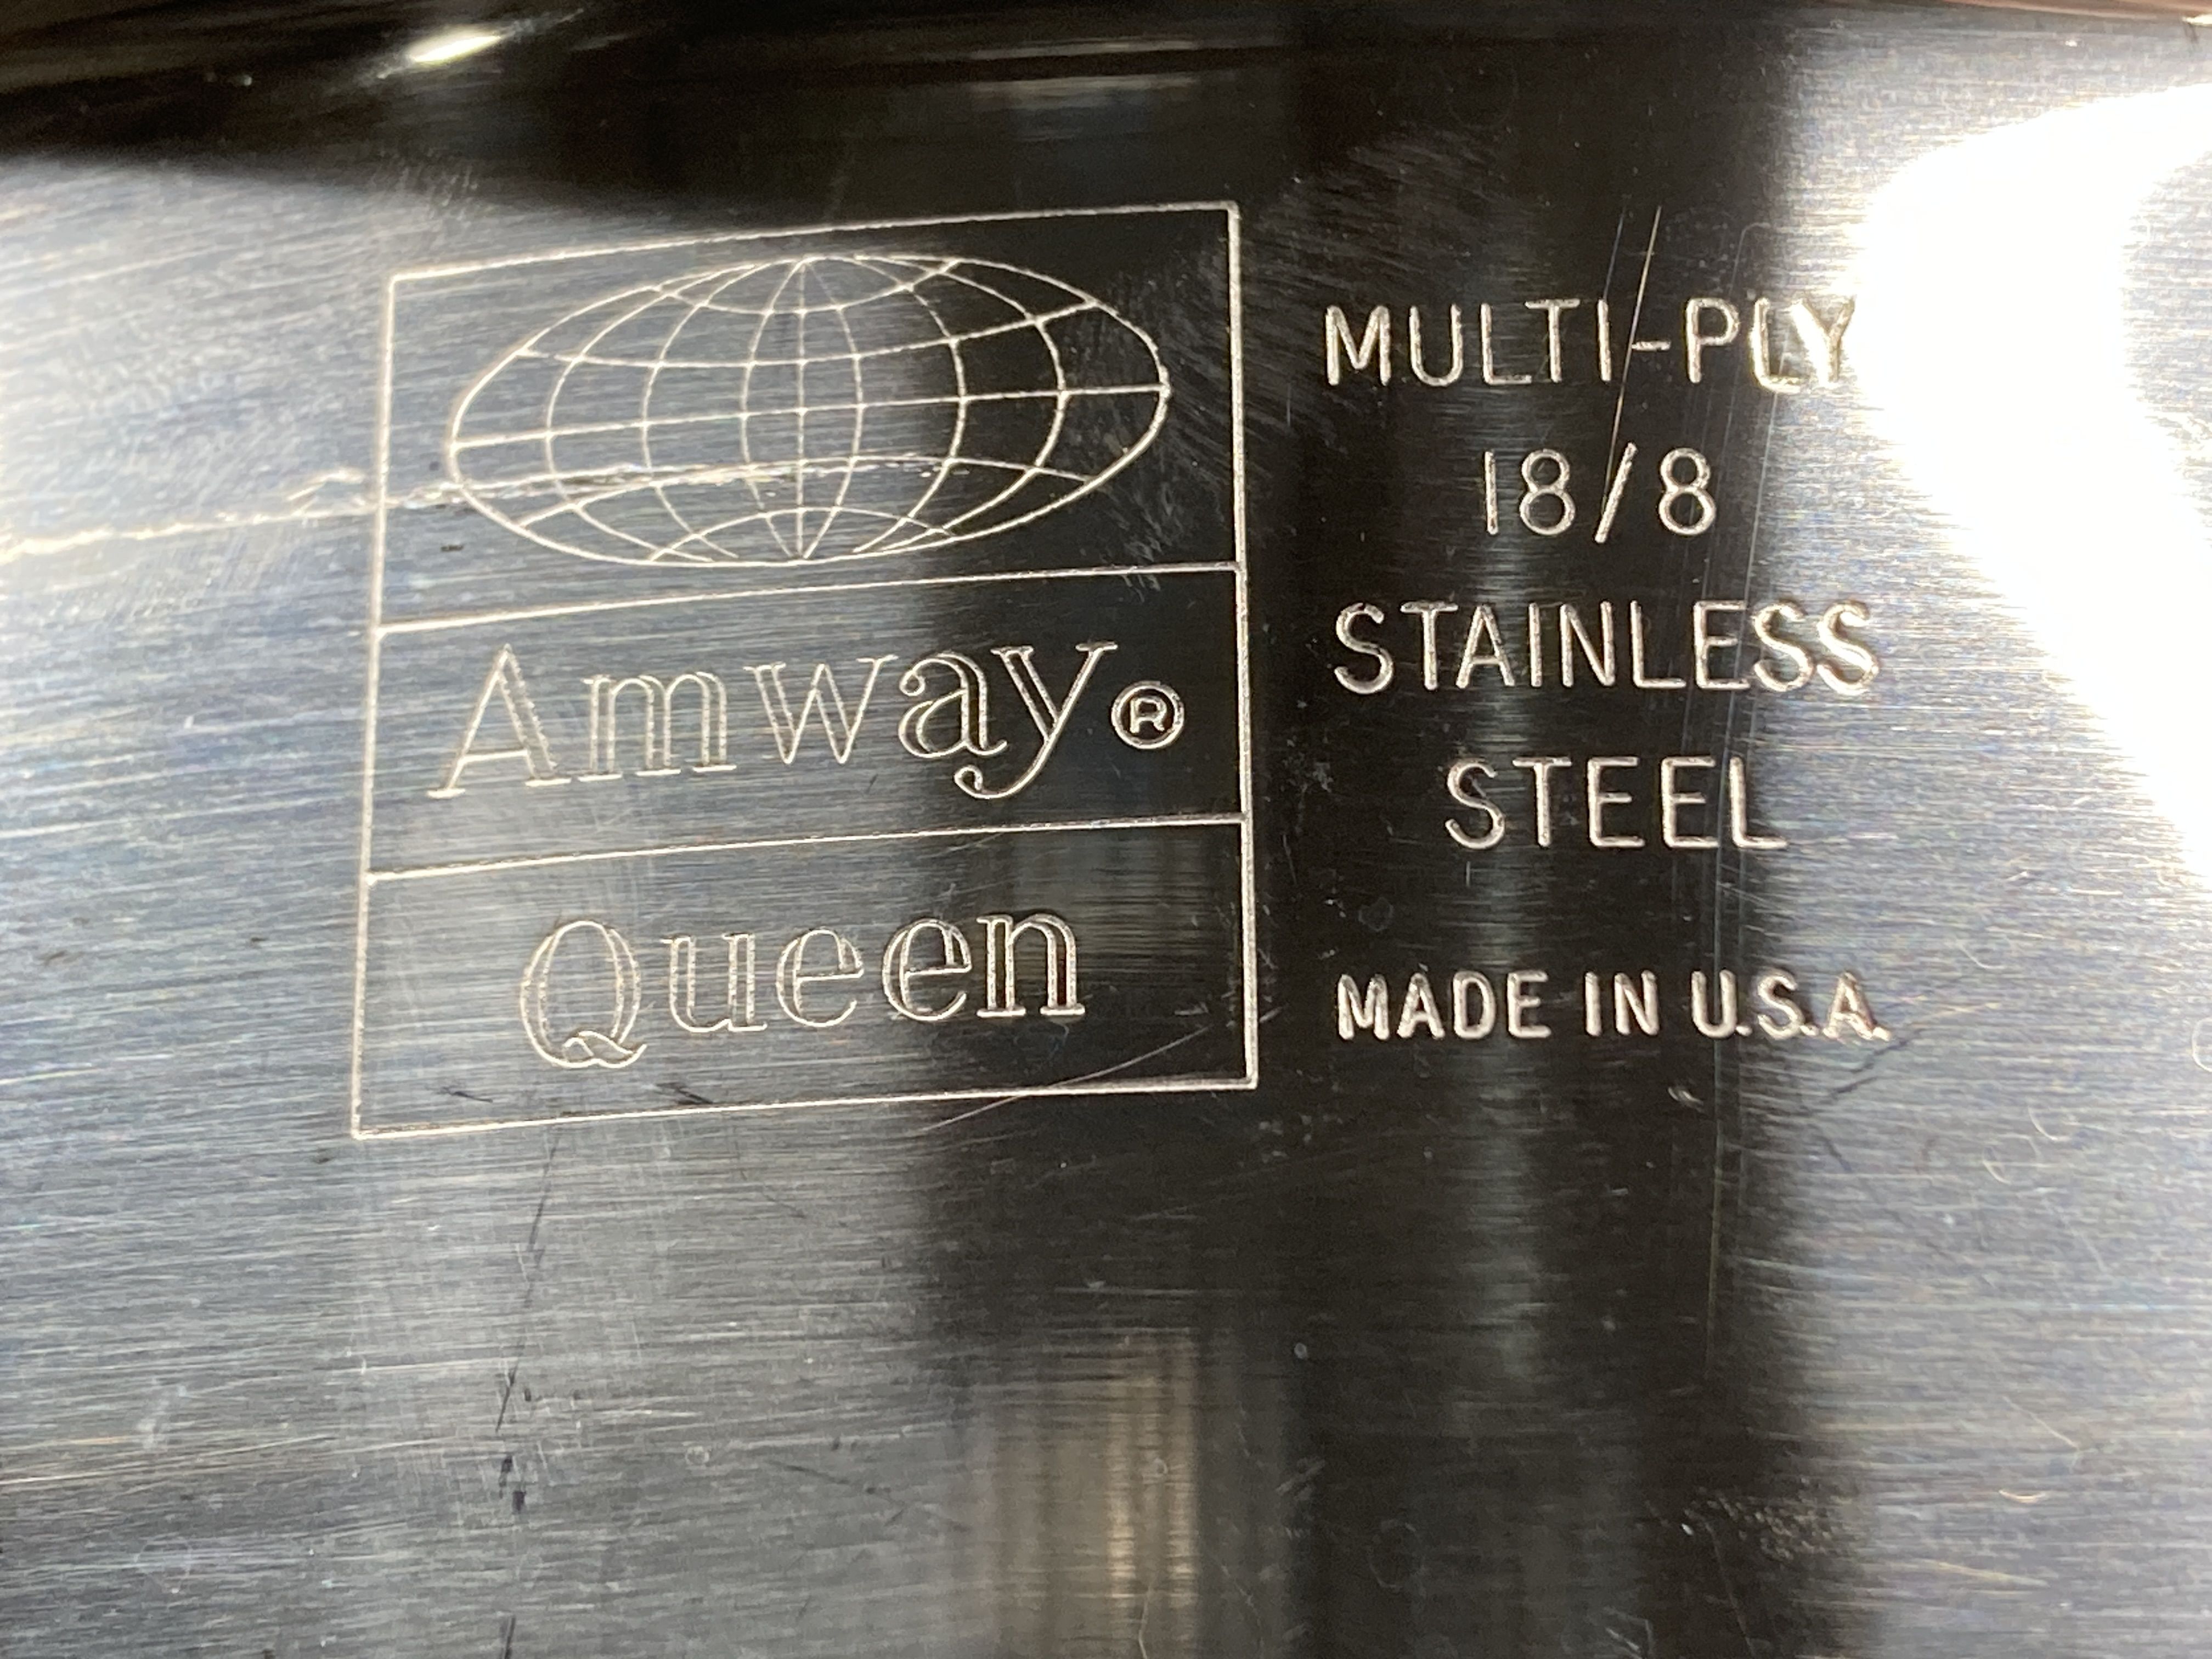 Amway®
Queen
MULTI-PLY
18/8
STAINLESS
STEEL
MADE IN U.S.A.